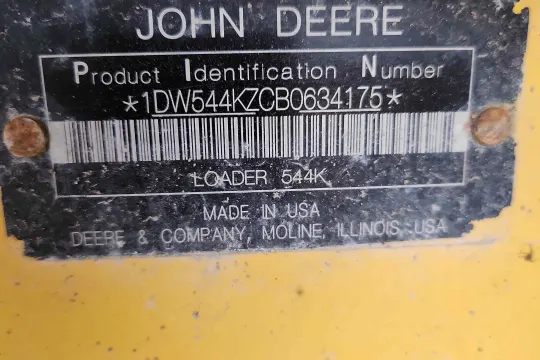 JOHN DEERE
Product Identification Number
*1DW544KZCB0634175*
LOADER 544K
MADE IN USA
DEERE & COMPANY, MOLINE, ILLINOIS USA